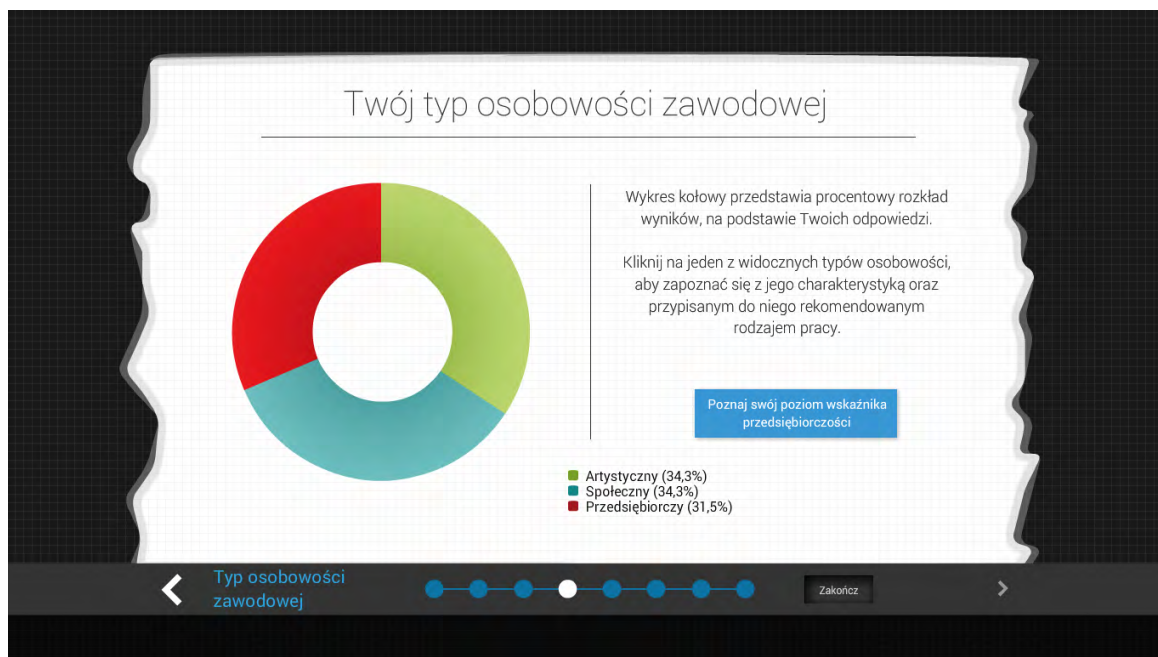 Twój typ osobowości zawodowej
Wykres kołowy przedstawia procentowy rozkład
wyników, na podstawie Twoich odpowiedzi.
Kliknij na jeden z widocznych typów osobowości,
aby zapoznać się z jego charakterystyką oraz
przypisanym do niego rekomendowanym
rodzajem pracy.
Poznaj swój poziom wskaźnika
przedsiębiorczości
Artystyczny (34,3%)
Społeczny (34,3%)
Przedsiębiorczy (31,5%)
Typ osobowości
zawodowej
Zakończ